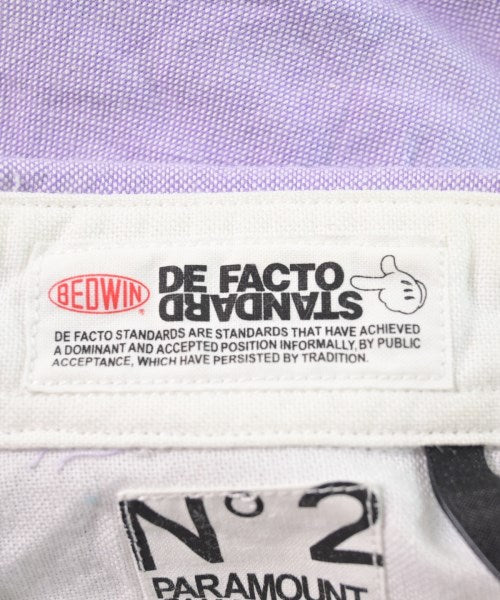 BEDWIN ®
DE FACTO
STANDARD
DE FACTO STANDARDS ARE STANDARDS THAT HAVE ACHIEVED
A DOMINANT AND ACCEPTED POSITION INFORMALLY, BY PUBLIC
ACCEPTANCE, WHICH HAVE PERSISTED BY TRADITION.
No 2
PARAMOUNT